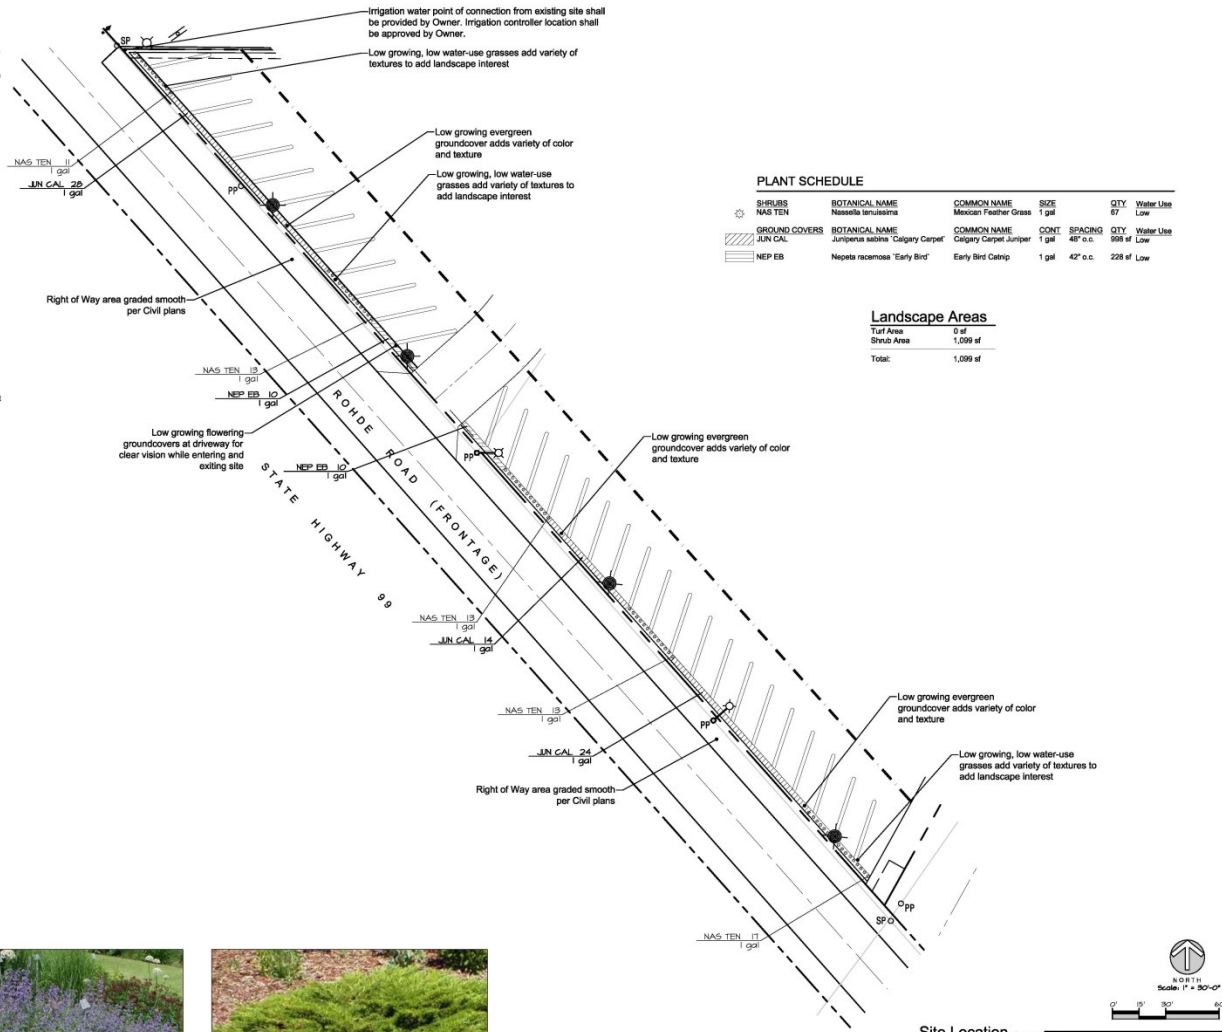 Irrigation water point of connection from existing site shall
be provided by Owner. Irrigation controller location shall
be approved by Owner.
SP
Low growing, low water-use grasses add variety of
textures to add landscape interest
Low growing evergreen
groundcover adds variety of color
and texture
NAS TEN 11
1 gal
JUN CAL 28
1 gal
PP
Low growing, low water-use
grasses add variety of textures to
add landscape interest
PLANT SCHEDULE
SHRUBS BOTANICAL NAME COMMON NAME SIZE QTY Water Use
NAS TEN Nassella tenuissima Mexican Feather Grass 1 gal 67 Low
GROUND COVERS BOTANICAL NAME COMMON NAME CONT SPACING QTY Water Use
JUN CAL Juniperus sabina `Calgary Carpet` Calgary Carpet Juniper 1 gal 48" o.c. 998 sf Low
NEP EB Nepeta racemosa `Early Bird` Early Bird Catnip 1 gal 42" o.c. 228 sf Low
Right of Way area graded smooth
per Civil plans
Landscape Areas
Turf Area 0 sf
Shrub Area 1,099 sf
Total: 1,099 sf
NAS TEN 13
1 gal
NEP EB 10
1 gal
Low growing flowering
groundcovers at driveway for
clear vision while entering and
exiting site
NEP EB 10
1 gal
ROHDE ROAD (FRONTAGE)
STATE HIGHWAY 99
PP
Low growing evergreen
groundcover adds variety of color
and texture
NAS TEN 13
1 gal
JUN CAL 14
1 gal
NAS TEN 13
1 gal
PP
Low growing evergreen
groundcover adds variety of color
and texture
JUN CAL 24
1 gal
Low growing, low water-use
grasses add variety of textures to
add landscape interest
Right of Way area graded smooth
per Civil plans
PP
SP
NAS TEN 17
1 gal
NORTH
Scale: 1" = 30'-0"
0' 15' 30' 60
Site Location